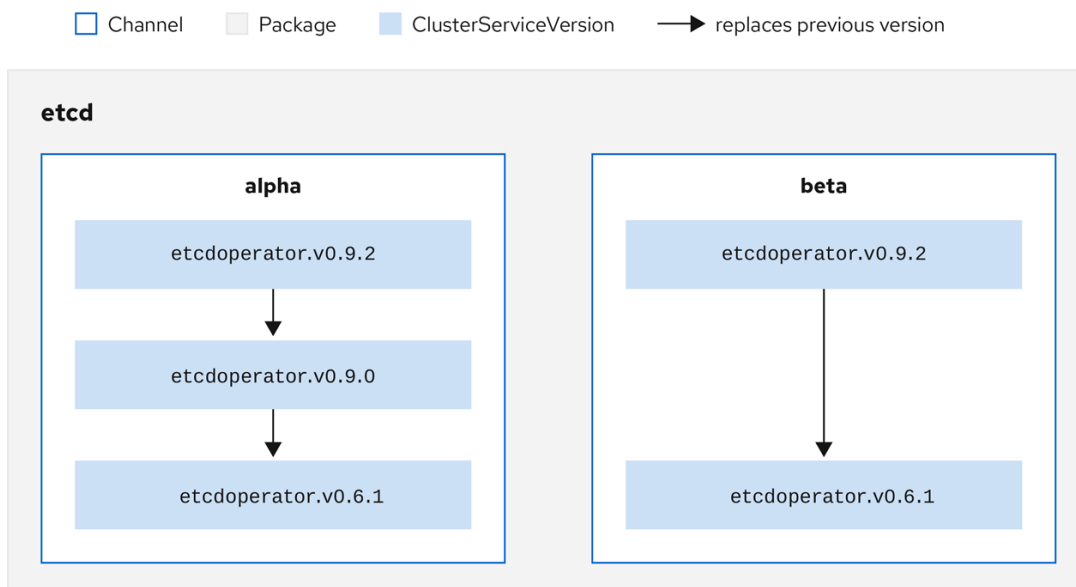 Channel Package ClusterServiceVersion replaces previous version
etcd
alpha
etcdoperator.v0.9.2
etcdoperator.v0.9.0
etcdoperator.v0.6.1
beta
etcdoperator.v0.9.2
etcdoperator.v0.6.1